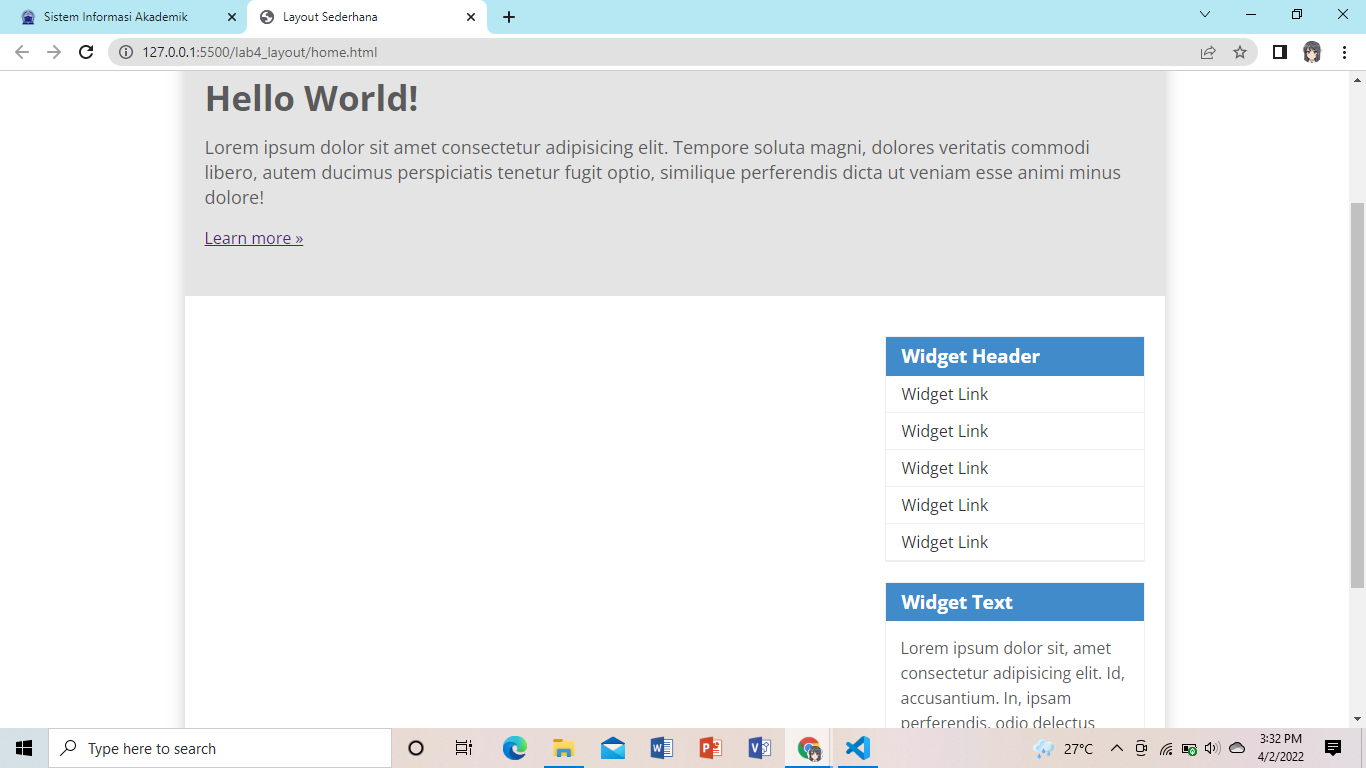 Sistem Informasi Akademik
Layout Sederhana
127.0.0.1:5500/lab4_layout/home.html
Hello World!
Lorem ipsum dolor sit amet consectetur adipisicing elit. Tempore soluta magni, dolores veritatis commodi
libero, autem ducimus perspiciatis tenetur fugit optio, similique perferendis dicta ut veniam esse animi minus
dolore!
Learn more »
Widget Header
Widget Link
Widget Link
Widget Link
Widget Link
Widget Link
Widget Text
Lorem ipsum dolor sit, amet
consectetur adipisicing elit. Id,
accusantium. In, ipsam
perferendis, odio delectus
Type here to search
27°C
3:32 PM
4/2/2022